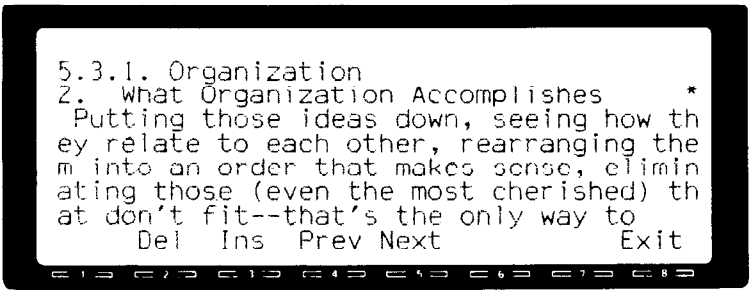 5.3.1. Organization
2. What Organization Accomplishes *
Putting those ideas down, seeing how th
ey relate to each other, rearranging the
m into an order that makes sense, elimin
ating those (even the most cherished) th
at don't fit--that's the only way to
Del Ins Prev Next Exit
1 2 3 4 5 6 7 8